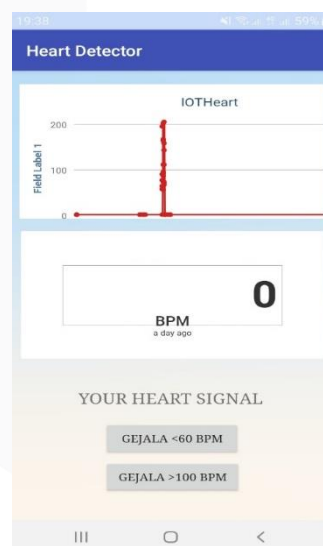 19:38
59%
Heart Detector
IOTHeart
200
100
0
Field Label 1
0
BPM
a day ago
YOUR HEART SIGNAL
GEJALA <60 BPM
GEJALA >100 BPM